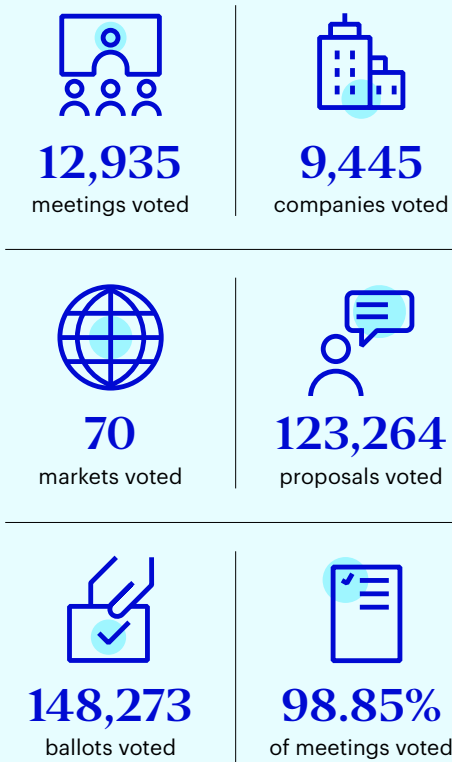 12,935
meetings voted
9,445
companies voted
70
markets voted
123,264
proposals voted
148,273
ballots voted
98.85%
of meetings voted